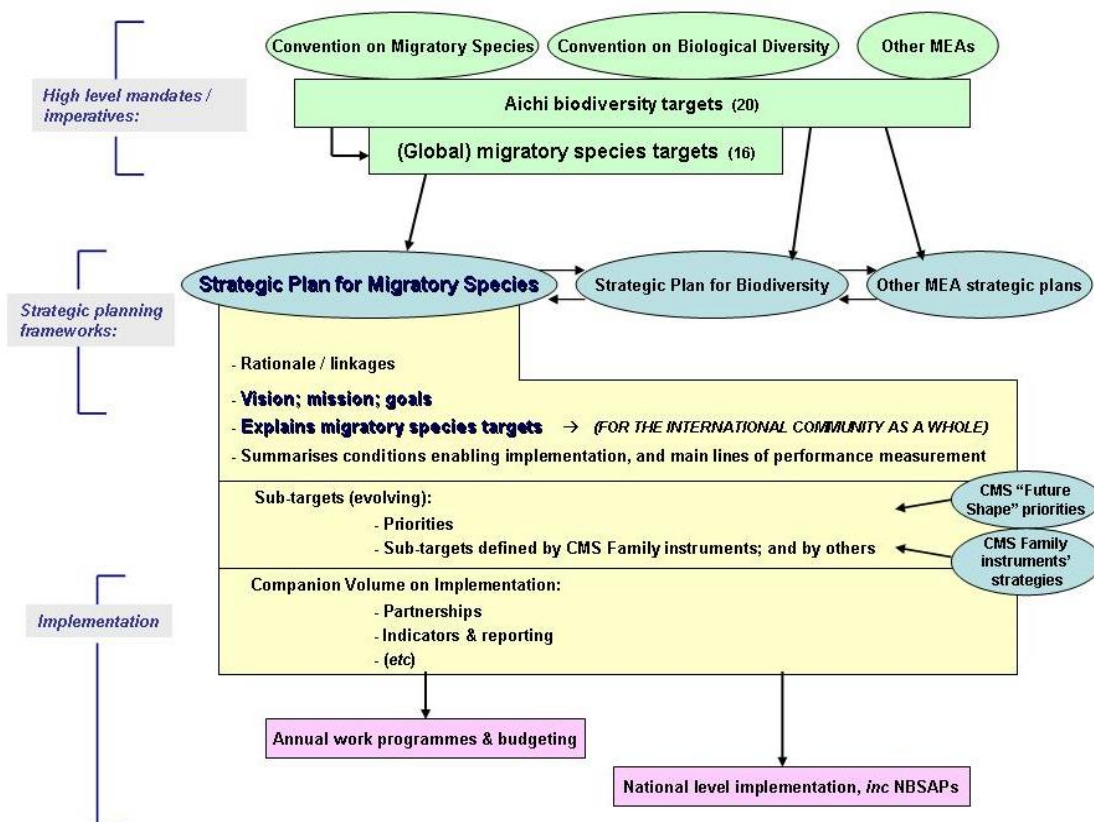 Convention on Migratory Species
Convention on Biological Diversity
Other MEAs
High level mandates /
imperatives:
Aichi biodiversity targets (20)
(Global) migratory species targets (16)
Strategic planning
frameworks:
Strategic Plan for Migratory Species
Strategic Plan for Biodiversity
Other MEA strategic plans
- Rationale / linkages
- Vision; mission; goals
- Explains migratory species targets → (FOR THE INTERNATIONAL COMMUNITY AS A WHOLE)
- Summarises conditions enabling implementation, and main lines of performance measurement
Sub-targets (evolving):
- Priorities
- Sub-targets defined by CMS Family instruments; and by others
CMS “Future
Shape” priorities
CMS Family
instruments’
strategies
Implementation
Companion Volume on Implementation:
- Partnerships
- Indicators & reporting
- (etc)
Annual work programmes & budgeting
National level implementation, inc NBSAPs